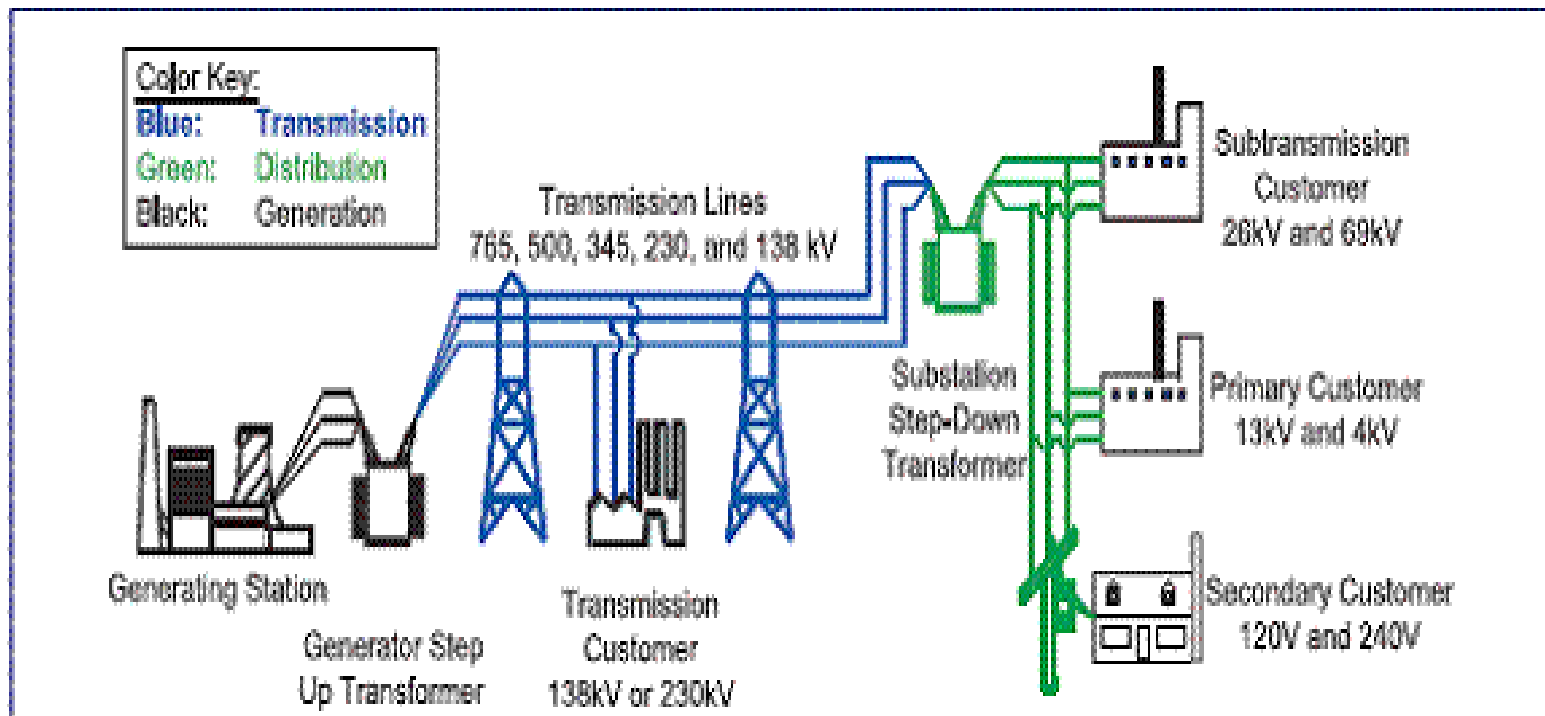 Color Key:
Blue: Transmission
Green: Distribution
Black: Generation
Transmission Lines
765, 500, 345, 230, and 138 kV
Subtransmission
Customer
26kV and 69kV
Substation
Step-Down
Transformer
Primary Customer
13kV and 4kV
Generating Station
Generator Step
Up Transformer
Transmission
Customer
138kV or 230kV
Secondary Customer
120V and 240V